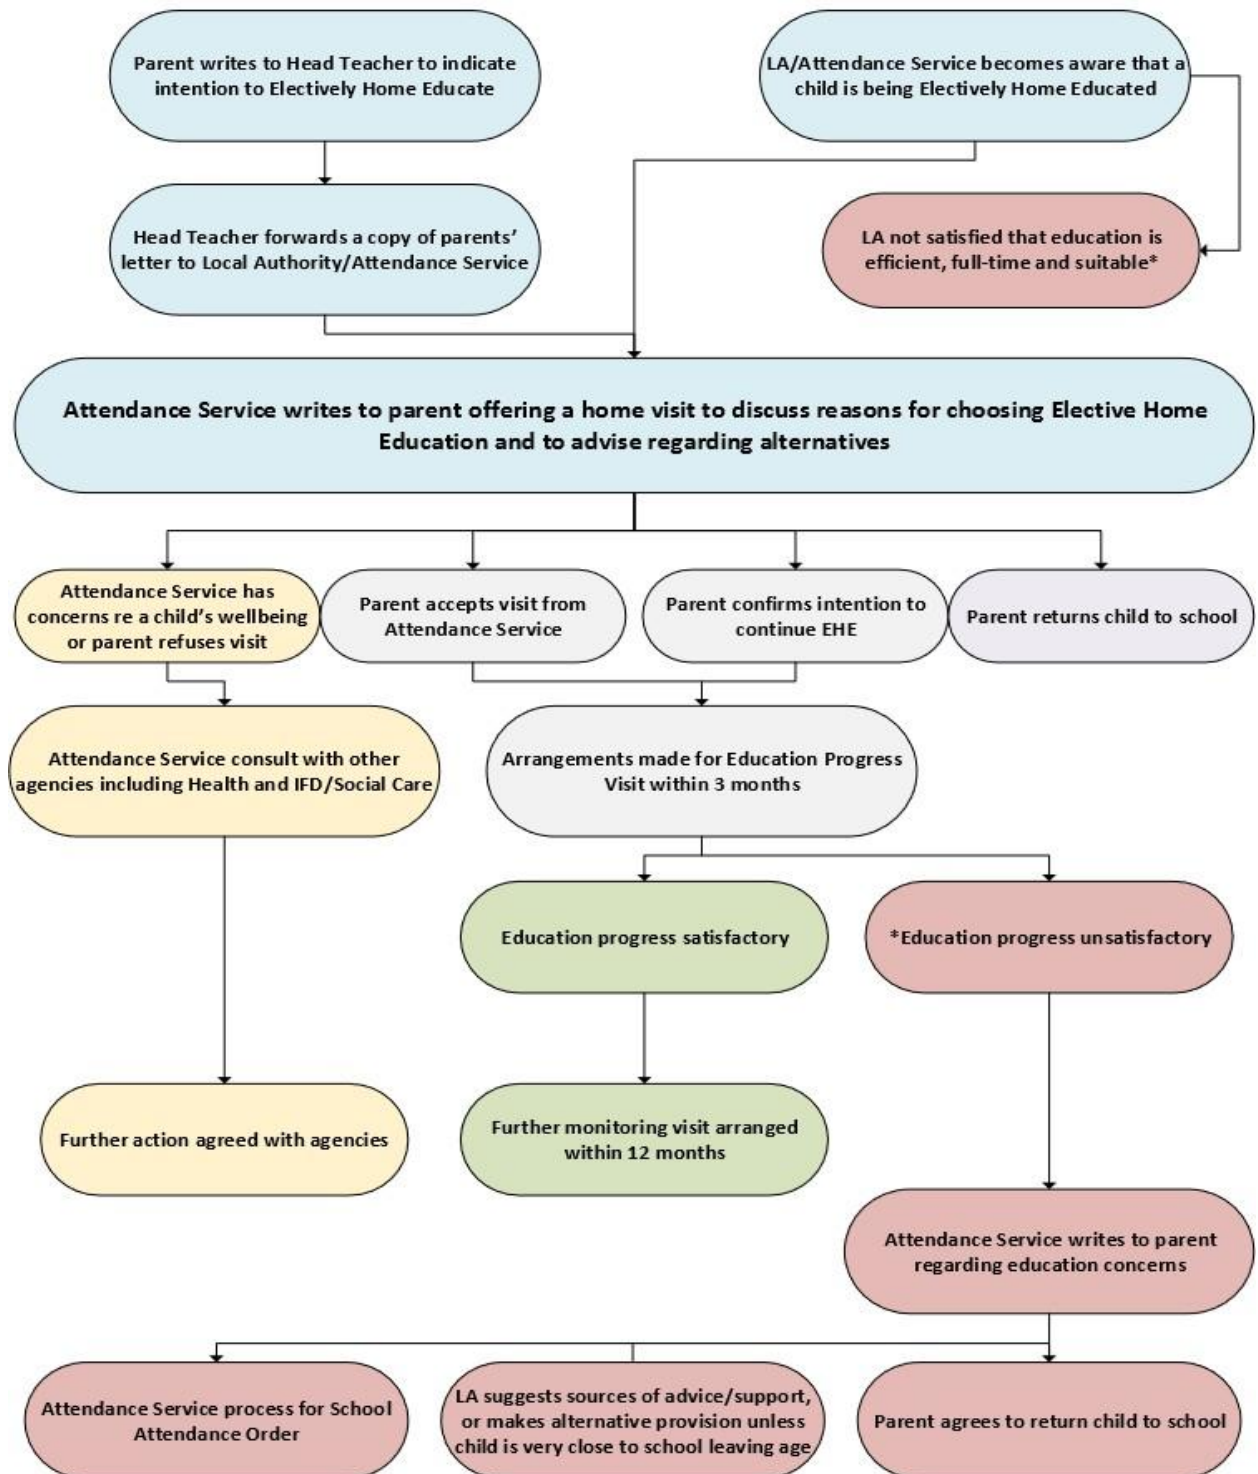 Parent writes to Head Teacher to indicate
intention to Electively Home Educate
LA/Attendance Service becomes aware that a
child is being Electively Home Educated
Head Teacher forwards a copy of parents’
letter to Local Authority/Attendance Service
LA not satisfied that education is
efficient, full-time and suitable*
Attendance Service writes to parent offering a home visit to discuss reasons for choosing Elective Home
Education and to advise regarding alternatives
Attendance Service has
concerns re a child’s wellbeing
or parent refuses visit
Parent accepts visit from
Attendance Service
Parent confirms intention to
continue EHE
Parent returns child to school
Attendance Service consult with other
agencies including Health and IFD/Social Care
Arrangements made for Education Progress
Visit within 3 months
Education progress satisfactory
*Education progress unsatisfactory
Further action agreed with agencies
Further monitoring visit arranged
within 12 months
Attendance Service writes to parent
regarding education concerns
Attendance Service process for School
Attendance Order
LA suggests sources of advice/support,
or makes alternative provision unless
child is very close to school leaving age
Parent agrees to return child to school